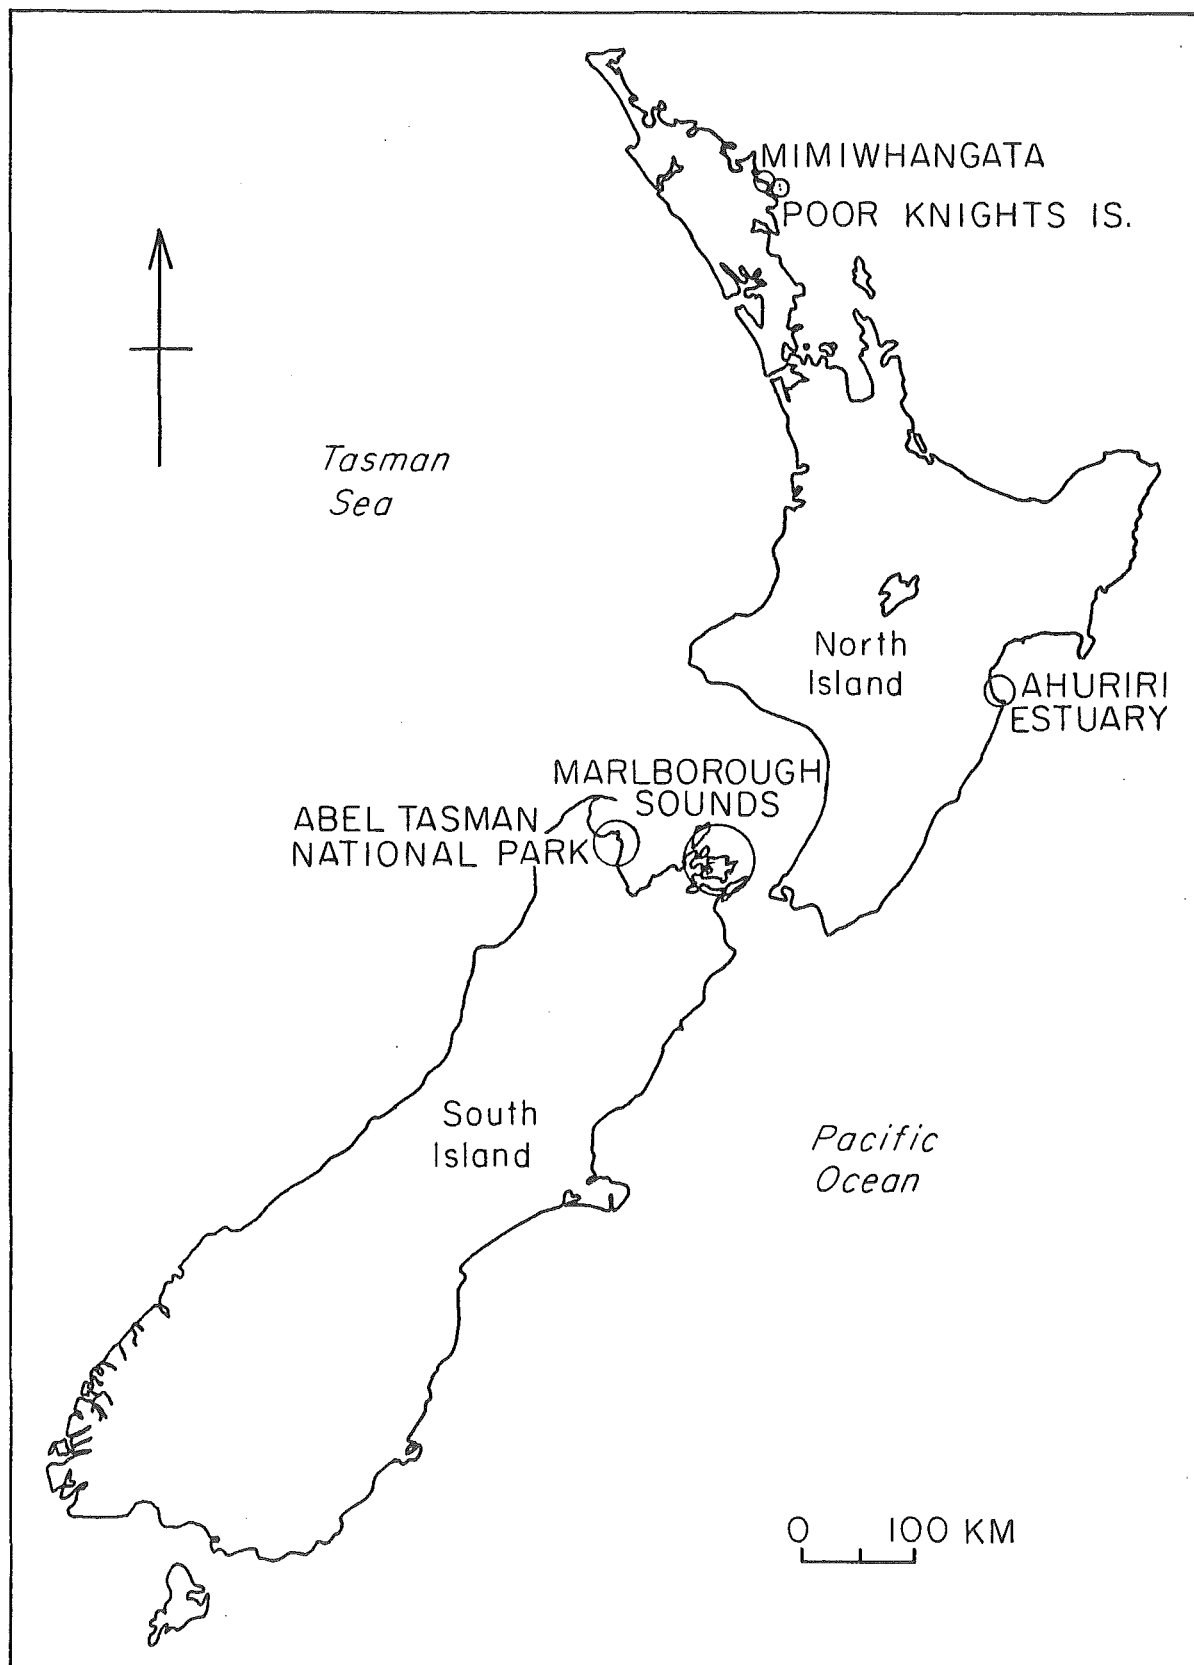 MIMIWHANGATA
POOR KNIGHTS IS.
Tasman
Sea
North
Island
AHURIRI
ESTUARY
MARLBOROUGH
SOUNDS
ABEL TASMAN
NATIONAL PARK
South
Island
Pacific
Ocean
0 100 KM